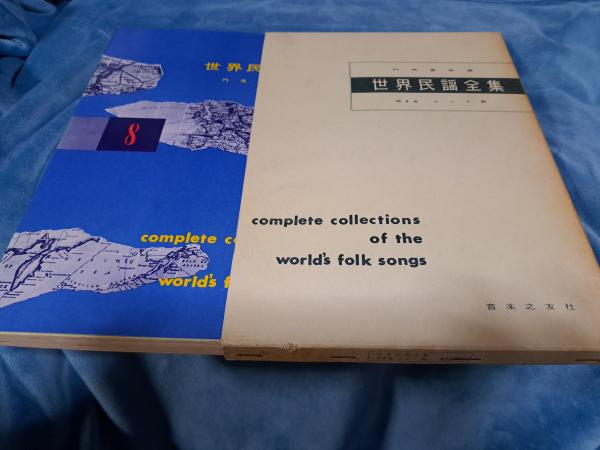 世界民
8
complete co
world's f
世界民謡全集
complete collections
of the
world's folk songs
音楽之友社